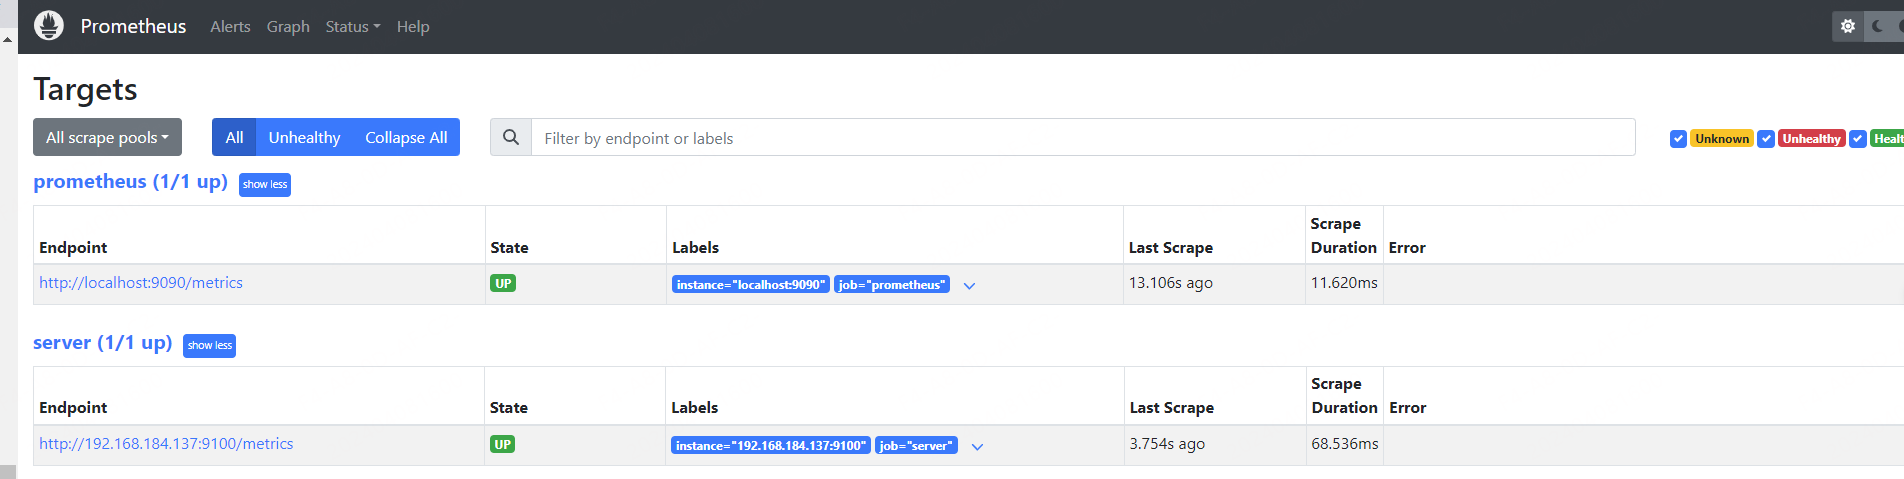 Prometheus Alerts Graph Status Help
Targets
All scrape pools All Unhealthy Collapse All Filter by endpoint or labels Unknown Unhealthy
prometheus (1/1 up) show less
Endpoint State Labels Last Scrape Scrape Duration Error
http://localhost:9090/metrics UP instance="localhost:9090" job="prometheus" 13.106s ago 11.620ms
server (1/1 up) show less
Endpoint State Labels Last Scrape Scrape Duration Error
http://192.168.184.137:9100/metrics UP instance="192.168.184.137:9100" job="server" 3.754s ago 68.536ms